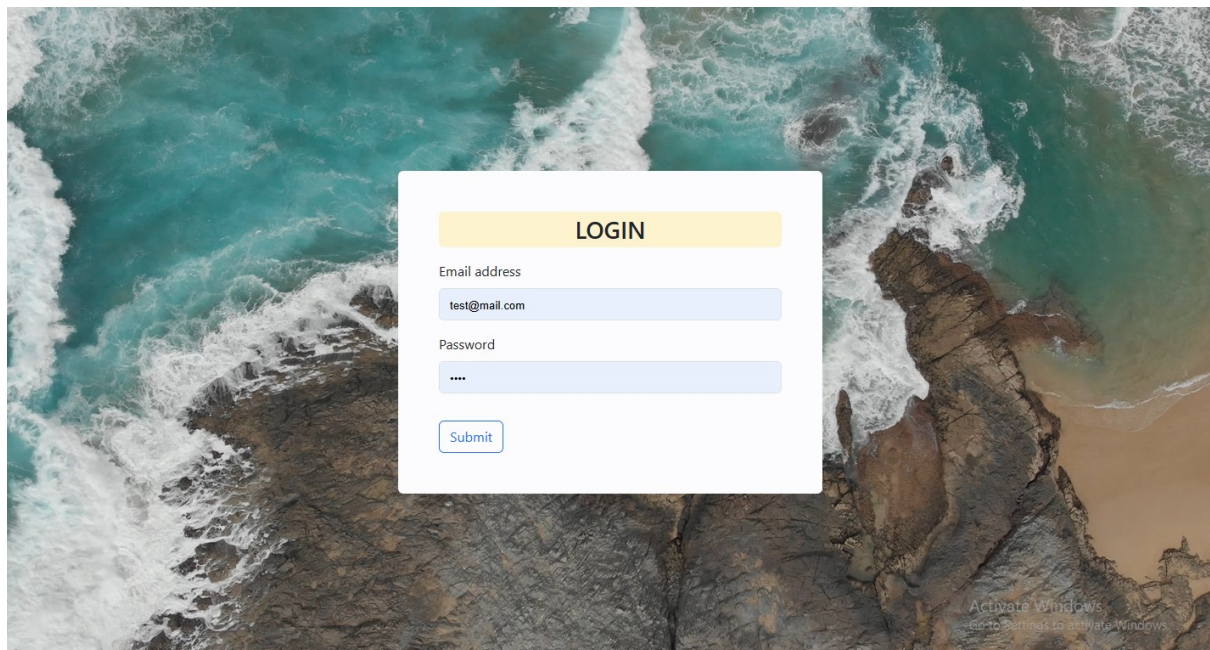 LOGIN
Email address
test@mail.com
Password
••••
Submit
Activate Windows
Go to Settings to activate Windows.